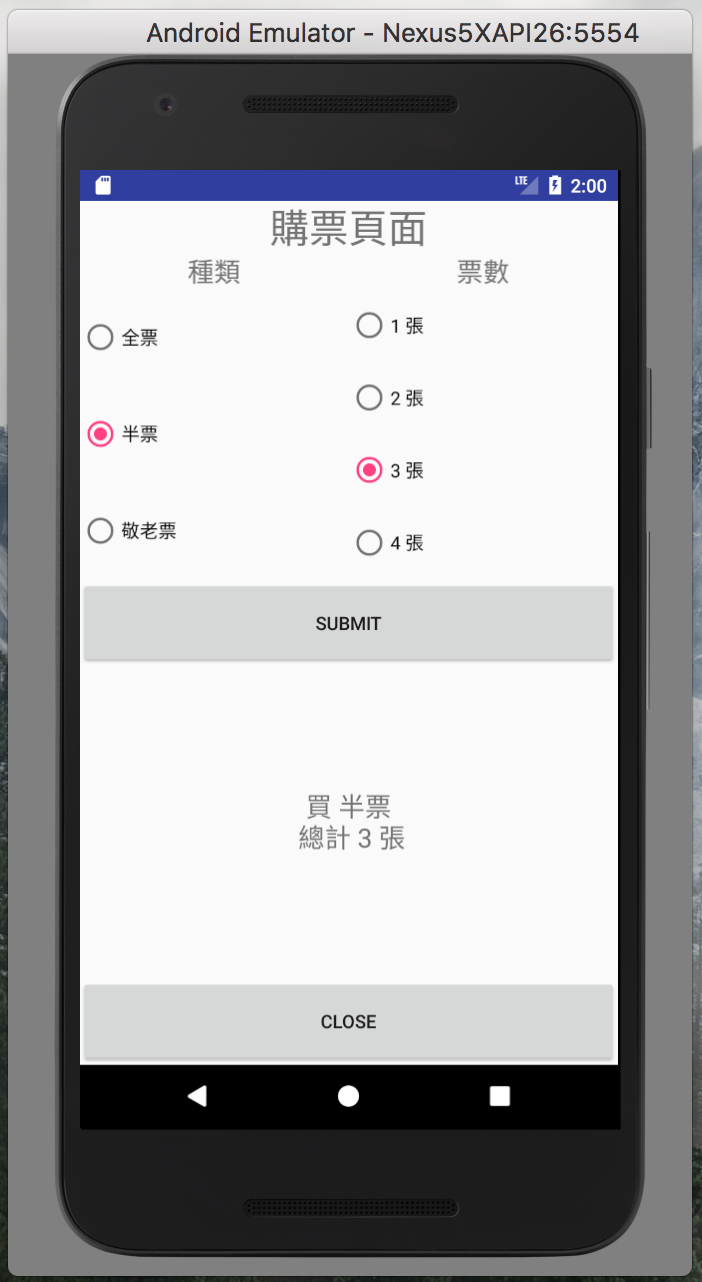 Android Emulator - Nexus5XAPI26:5554
LTE 2:00
購票頁面
種類 票數
全票
半票
敬老票
1 張
2 張
3 張
4 張
SUBMIT
買 半票
總計 3 張
CLOSE